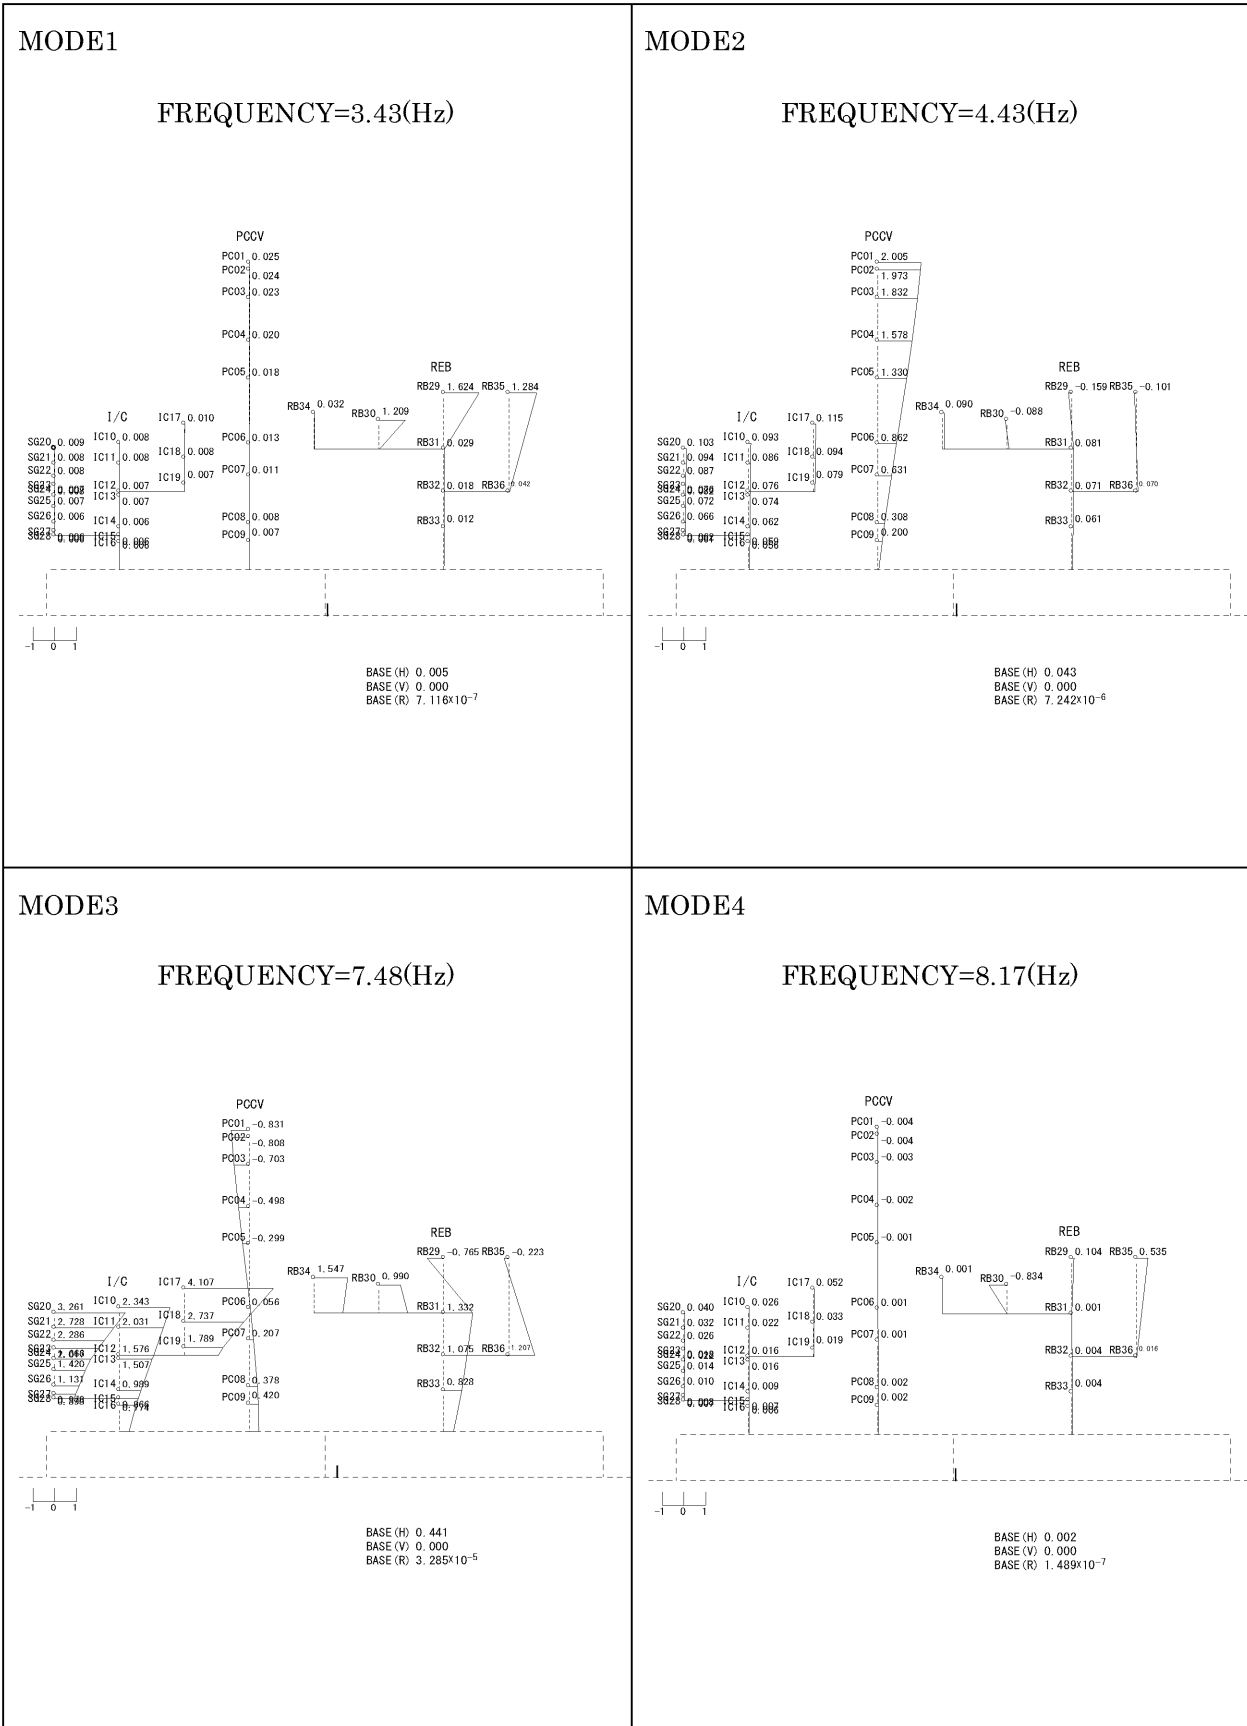 MODE1
FREQUENCY=3.43(Hz)
PCCV
PC01 0.025
PC02 0.024
PC03 0.023
PC04 0.020
PC05 0.018
REB
RB29 1.624 RB35 1.284
RB34 0.032 RB30 1.209
I/C
IC17 0.010
SG20 0.009 IC10 0.008 PC06 0.013 RB31 0.029
SG21 0.008 IC11 0.008 IC18 0.008
SG22 0.008 IC19 0.007 PC07 0.011
IC12 0.007 RB32 0.018 RB36 0.042
IC13 0.007
SG25 0.007
SG26 0.006 IC14 0.006 PC08 0.008 RB33 0.012
PC09 0.007
-1 0 1
BASE(H) 0.005
BASE(V) 0.000
BASE(R) 7.116×10⁻⁷
MODE2
FREQUENCY=4.43(Hz)
PCCV
PC01 2.005
PC02 1.973
PC03 1.832
PC04 1.578
PC05 1.330
REB
RB29 -0.159 RB35 -0.101
RB34 0.090 RB30 -0.088
I/C
IC17 0.115
SG20 0.103 IC10 0.093 PC06 0.862 RB31 0.081
SG21 0.094 IC11 0.086 IC18 0.094
SG22 0.087 IC19 0.079 PC07 0.631
IC12 0.076 RB32 0.071 RB36 0.070
IC13 0.074
SG25 0.072
SG26 0.066 IC14 0.062 PC08 0.308 RB33 0.061
PC09 0.200
-1 0 1
BASE(H) 0.043
BASE(V) 0.000
BASE(R) 7.242×10⁻⁶
MODE3
FREQUENCY=7.48(Hz)
PCCV
PC01 -0.831
PC02 -0.808
PC03 -0.703
PC04 -0.498
PC05 -0.299
REB
RB29 -0.765 RB35 -0.223
RB34 1.547 RB30 0.990
I/C
IC17 4.107
SG20 3.261 IC10 2.343 PC06 0.056 RB31 1.332
SG21 2.728 IC11 2.031 IC18 2.737
SG22 2.286 IC19 1.789 PC07 0.207
IC12 1.576 RB32 1.075 RB36 1.207
IC13 1.507
SG25 1.420
SG26 1.131 IC14 0.989 PC08 0.378 RB33 0.828
PC09 0.420
-1 0 1
BASE(H) 0.441
BASE(V) 0.000
BASE(R) 3.285×10⁻⁵
MODE4
FREQUENCY=8.17(Hz)
PCCV
PC01 -0.004
PC02 -0.004
PC03 -0.003
PC04 -0.002
PC05 -0.001
REB
RB29 0.104 RB35 0.535
RB34 0.001 RB30 -0.834
I/C
IC17 0.052
SG20 0.040 IC10 0.026 PC06 0.001 RB31 0.001
SG21 0.032 IC11 0.022 IC18 0.033
SG22 0.026 IC19 0.019 PC07 0.001
IC12 0.016 RB32 0.004 RB36 0.016
IC13 0.016
SG25 0.014
SG26 0.010 IC14 0.009 PC08 0.002 RB33 0.004
PC09 0.002
-1 0 1
BASE(H) 0.002
BASE(V) 0.000
BASE(R) 1.489×10⁻⁷